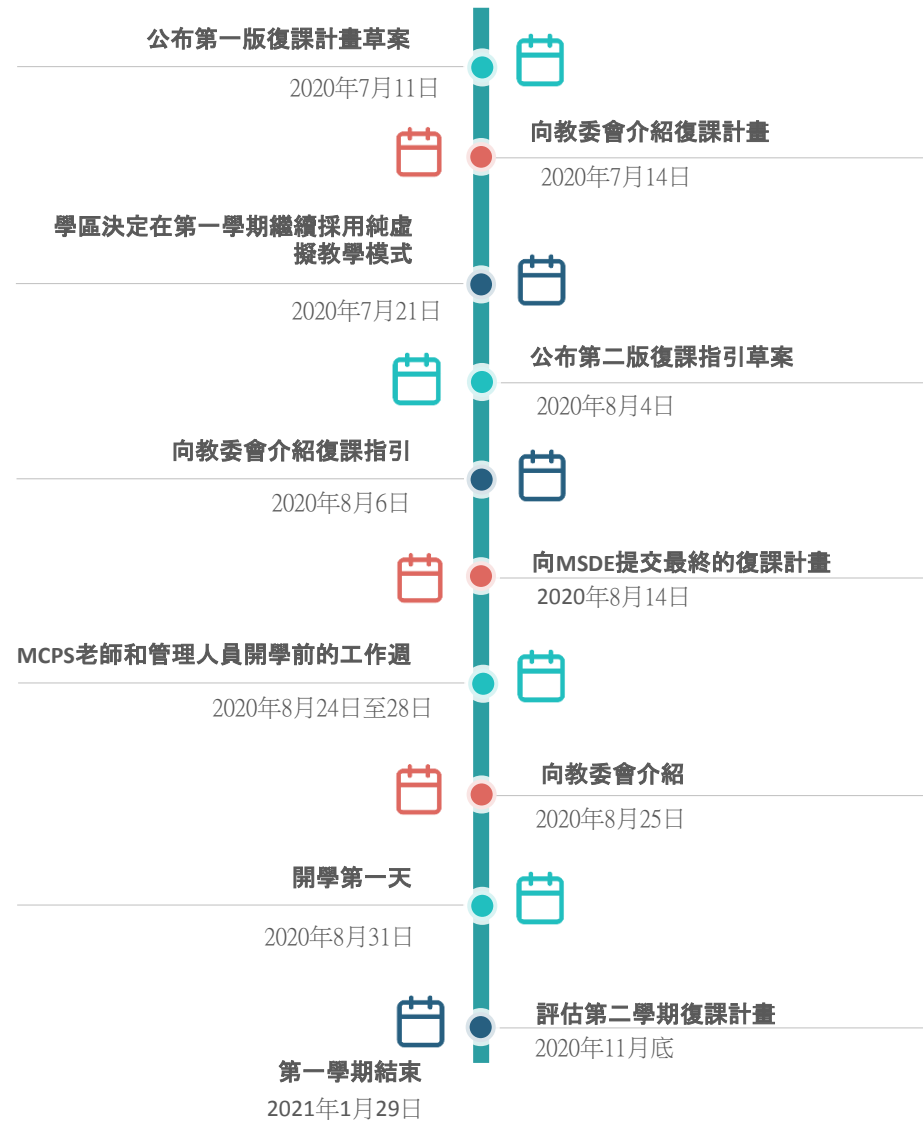 公布第一版復課計畫草案
2020年7月11日
向教委會介紹復課計畫
2020年7月14日
學區決定在第一學期繼續採用純虛
擬教學模式
2020年7月21日
公布第二版復課指引草案
2020年8月4日
向教委會介紹復課指引
2020年8月6日
向MSDE提交最終的復課計畫
2020年8月14日
MCPS老師和管理人員開學前的工作週
2020年8月24日至28日
向教委會介紹
2020年8月25日
開學第一天
2020年8月31日
評估第二學期復課計畫
2020年11月底
第一學期結束
2021年1月29日